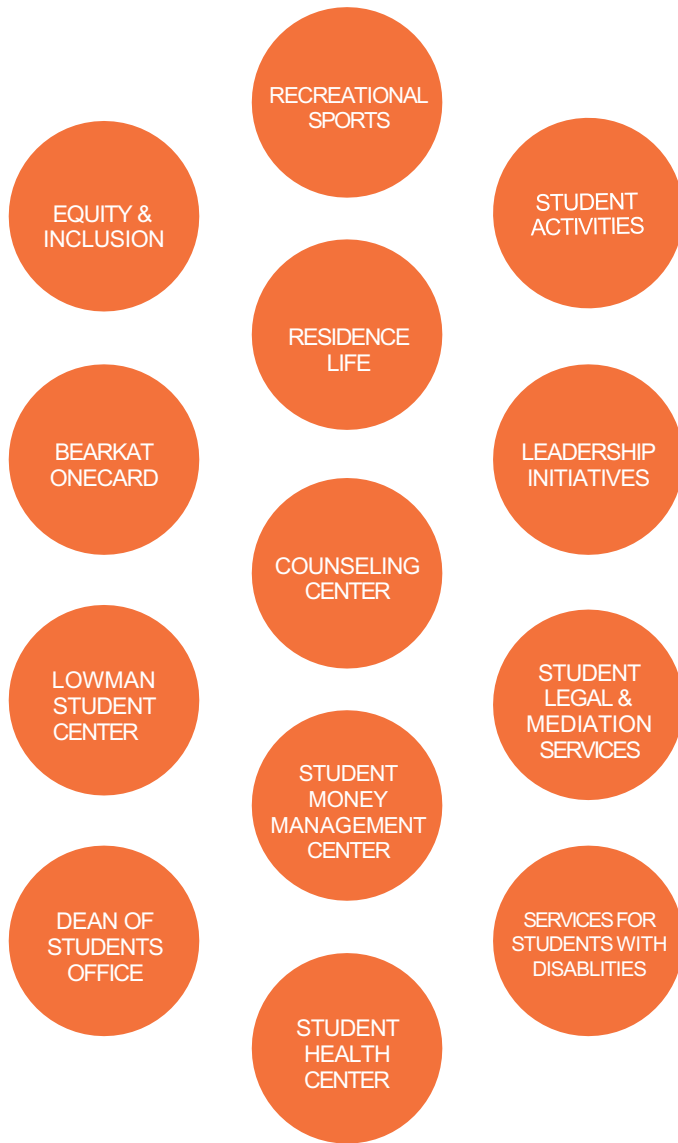 RECREATIONAL
SPORTS
EQUITY &
INCLUSION
STUDENT
ACTIVITIES
RESIDENCE
LIFE
BEARKAT
ONECARD
LEADERSHIP
INITIATIVES
COUNSELING
CENTER
LOWMAN
STUDENT
CENTER
STUDENT
LEGAL &
MEDIATION
SERVICES
STUDENT
MONEY
MANAGEMENT
CENTER
DEAN OF
STUDENTS
OFFICE
SERVICES FOR
STUDENTS WITH
DISABLITIES
STUDENT
HEALTH
CENTER